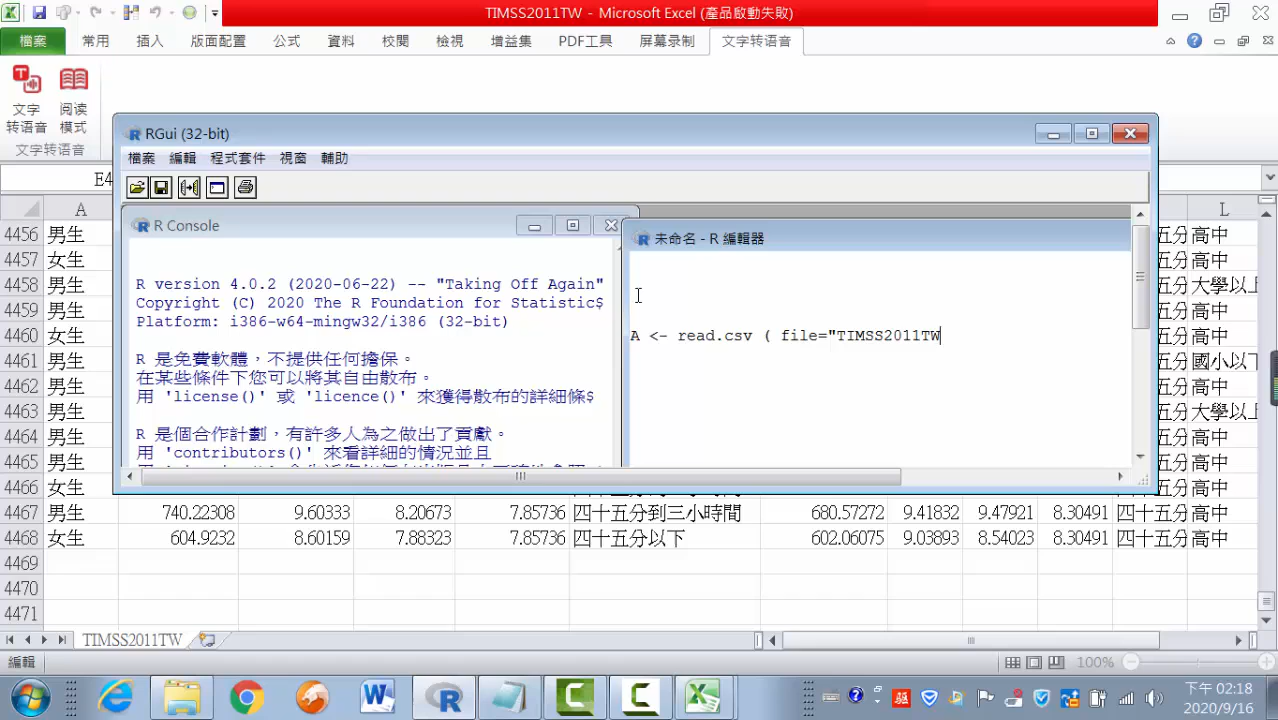 TIMSS2011TW - Microsoft Excel (產品啟動失敗)
檔案 常用 插入 版面配置 公式 資料 校閱 檢視 增益集 PDF工具 屏幕录制 文字转语音
文字 阅读
转语音 模式
文字转语音
RGui (32-bit)
檔案 編輯 程式套件 視窗 輔助
E4
A L
R Console
未命名 - R 編輯器
R version 4.0.2 (2020-06-22) -- "Taking Off Again"
Copyright (C) 2020 The R Foundation for Statistic$
Platform: i386-w64-mingw32/i386 (32-bit)
R 是免費軟體，不提供任何擔保。
在某些條件下您可以將其自由散布。
用 'license()' 或 'licence()' 來獲得散布的詳細條$
R 是個合作計劃，有許多人為之做出了貢獻。
用 'contributors()' 來看詳細的情況並且
A <- read.csv ( file="TIMSS2011TW
4456 男生 五分 高中
4457 女生 五分 高中
4458 男生 五分 大學以上
4459 男生 五分 高中
4460 女生 五分 高中
4461 男生 五分 國小以下
4462 男生 五分 高中
4463 男生 五分 大學以上
4464 男生 五分 高中
4465 男生 五分 高中
4466 女生 五分 高中
4467 男生 740.22308 9.60333 8.20673 7.85736 四十五分到三小時間 680.57272 9.41832 9.47921 8.30491 四十五分 高中
4468 女生 604.9232 8.60159 7.88323 7.85736 四十五分以下 602.06075 9.03893 8.54023 8.30491 四十五分 高中
4469
4470
4471
TIMSS2011TW
編輯 100%
下午 02:18
2020/9/16